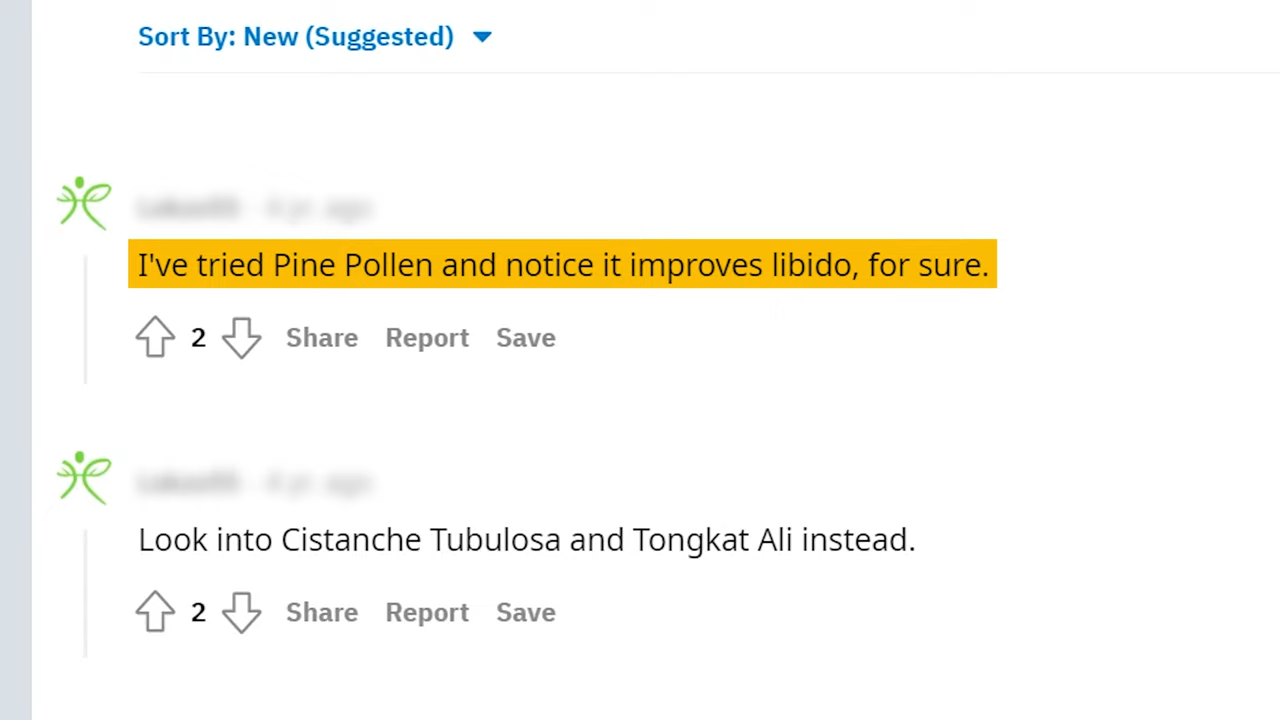 Sort By: New (Suggested)
I've tried Pine Pollen and notice it improves libido, for sure.
2 Share Report Save
Look into Cistanche Tubulosa and Tongkat Ali instead.
2 Share Report Save